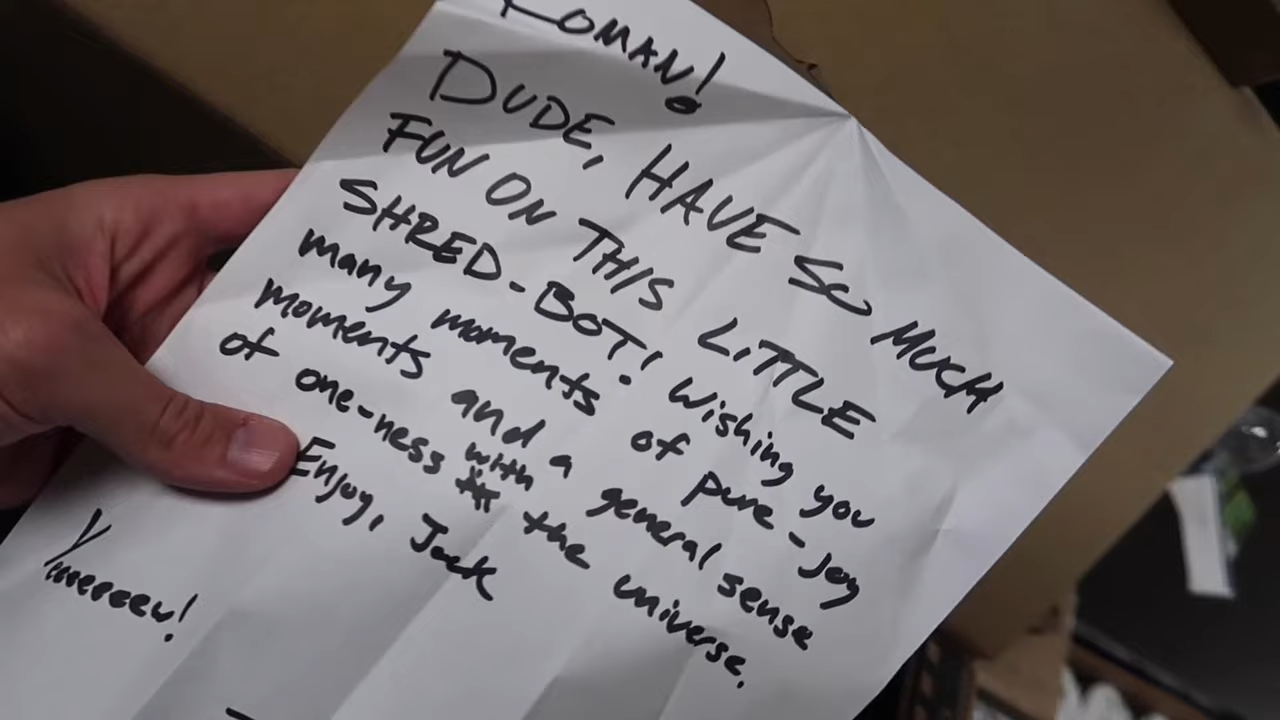 ROMAN!
DUDE, HAVE SO MUCH
FUN ON THIS LITTLE
SHRED-BOT! Wishing you
many moments of pure-joy
moments and a general sense
of one-ness with the universe.
Enjoy, Jack
Yeeeeeew!